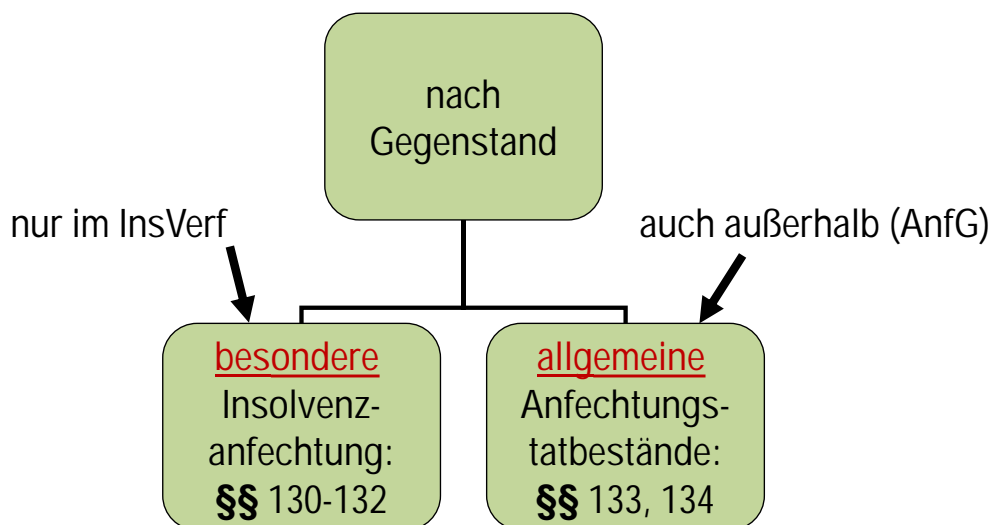 nach
Gegenstand
nur im InsVerf
auch außerhalb (AnfG)
besondere
Insolvenz-
anfechtung:
§§ 130-132
allgemeine
Anfechtungs-
tatbestände:
§§ 133, 134